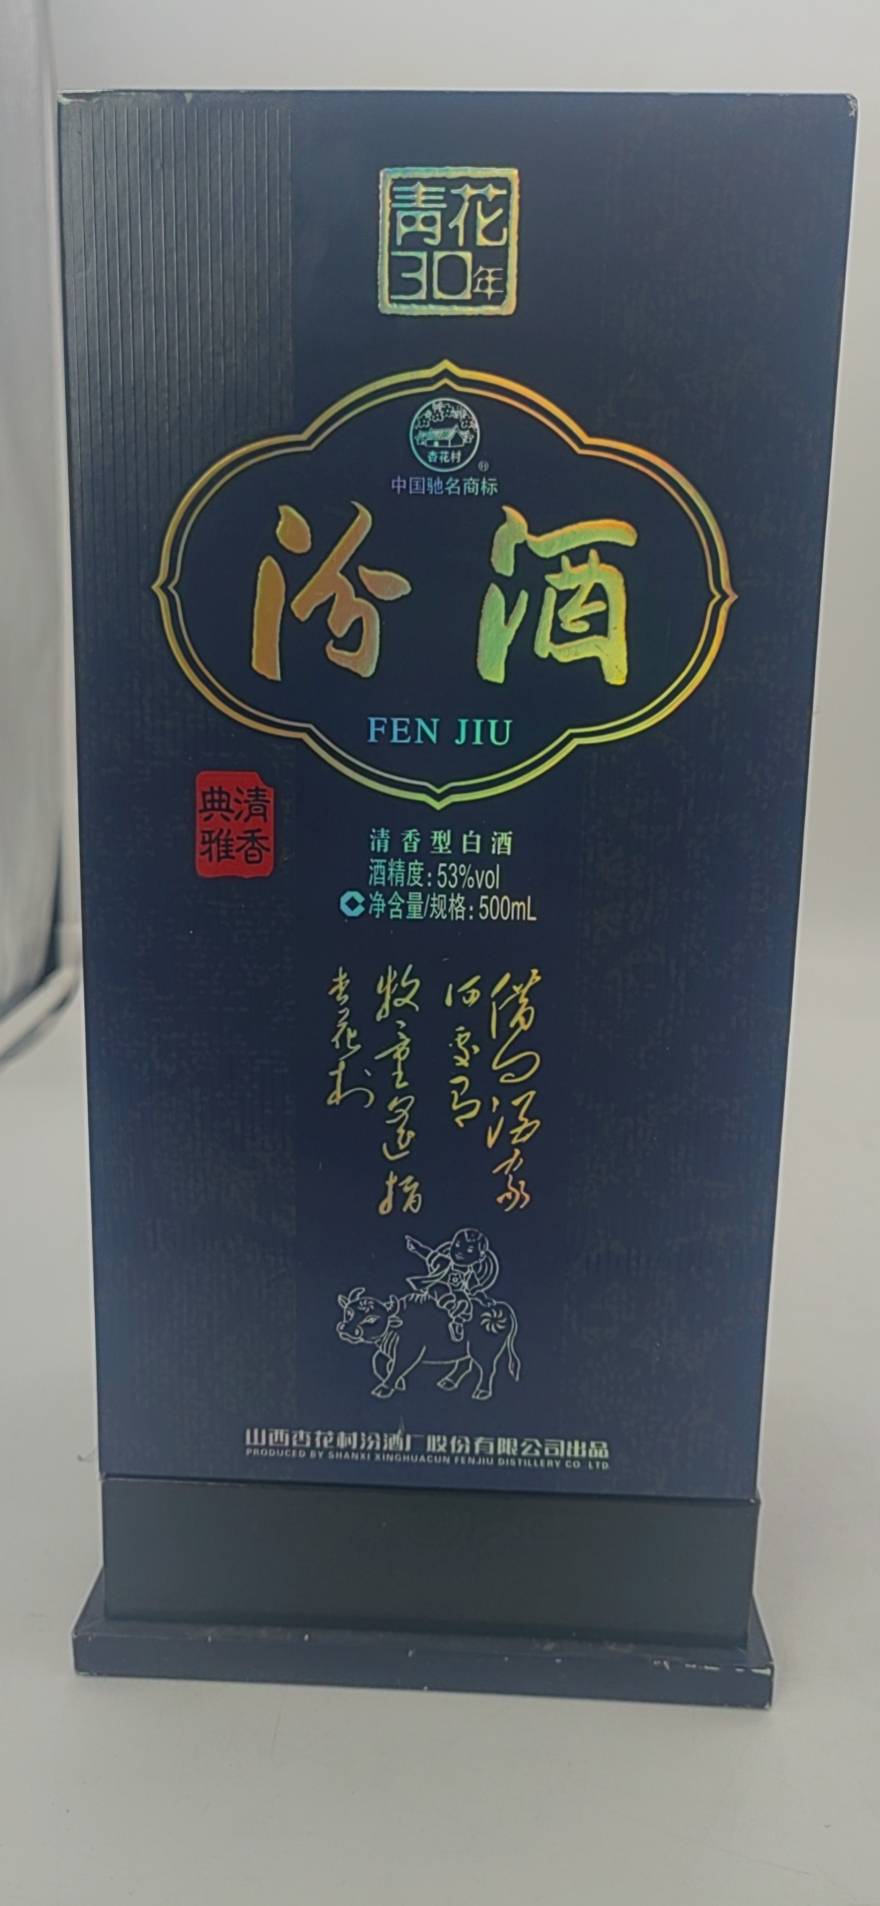 青花
30年
杏花村
®
中国驰名商标
汾酒
FEN JIU
清香
典雅
清香型白酒
酒精度:53%vol
净含量/规格:500mL
借问酒家
何处有
牧童遥指
杏花村
山西杏花村汾酒厂股份有限公司出品
PRODUCED BY SHANXI XINGHUACUN FENJIU DISTILLERY CO. LTD.